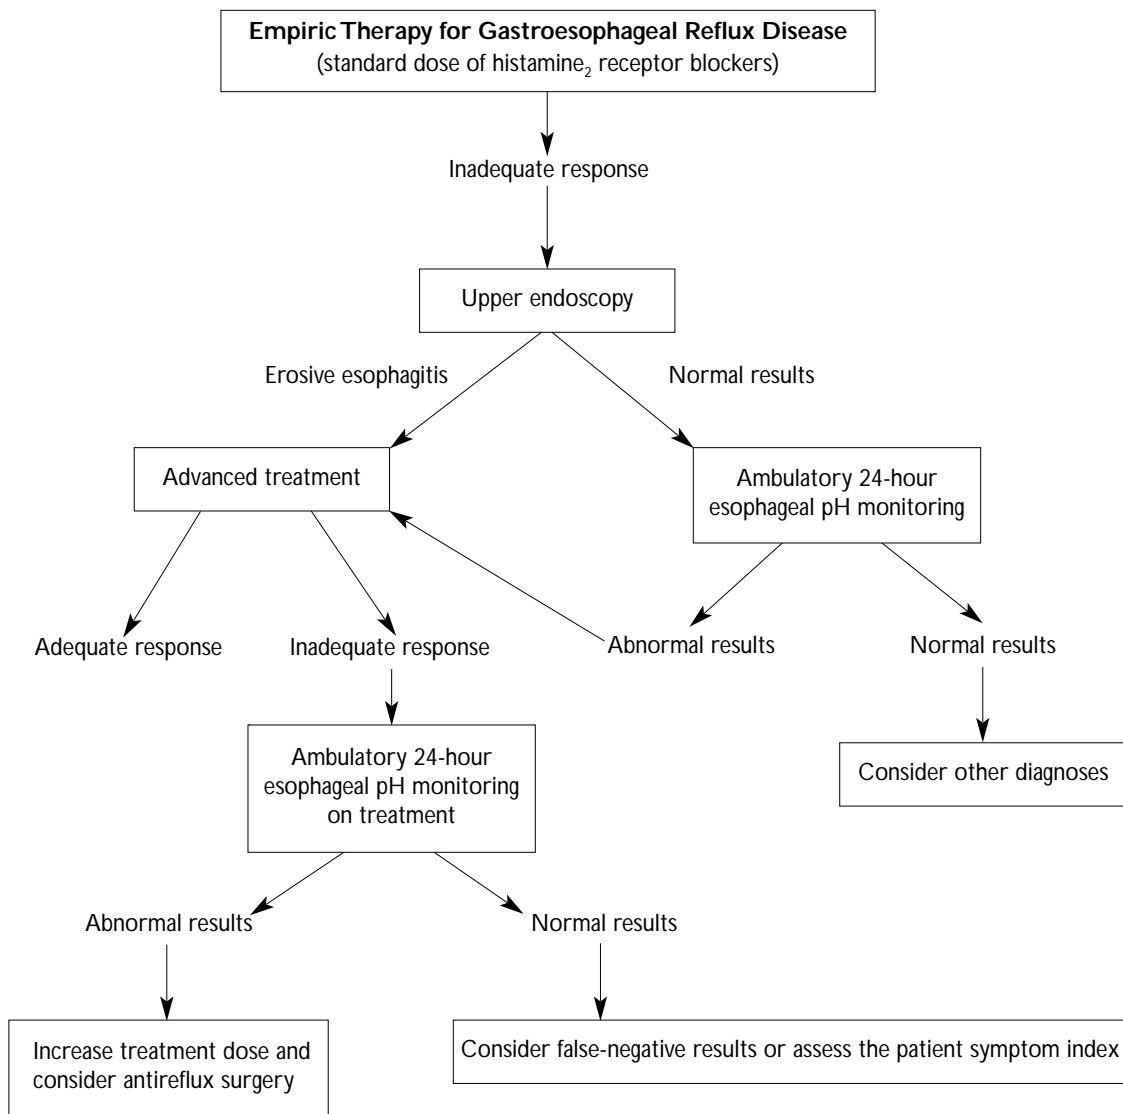 Empiric Therapy for Gastroesophageal Reflux Disease
(standard dose of histamine₂ receptor blockers)
Inadequate response
Upper endoscopy
Erosive esophagitis
Normal results
Advanced treatment
Ambulatory 24-hour
esophageal pH monitoring
Adequate response
Inadequate response
Abnormal results
Normal results
Ambulatory 24-hour
esophageal pH monitoring
on treatment
Consider other diagnoses
Abnormal results
Normal results
Increase treatment dose and
consider antireflux surgery
Consider false-negative results or assess the patient symptom index